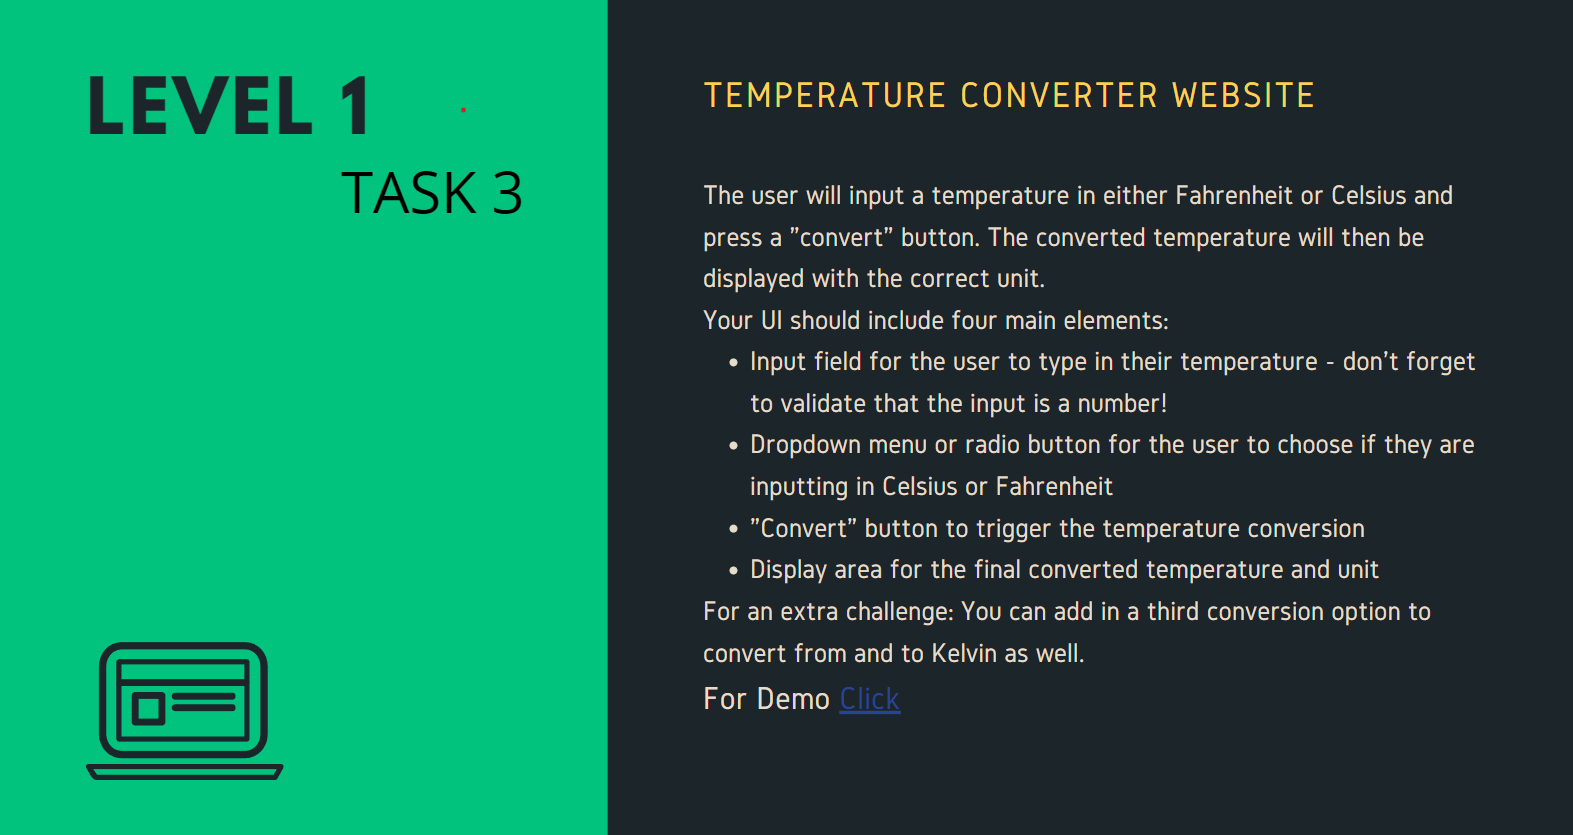 LEVEL 1
TASK 3
TEMPERATURE CONVERTER WEBSITE
The user will input a temperature in either Fahrenheit or Celsius and
press a ”convert” button. The converted temperature will then be
displayed with the correct unit.
Your UI should include four main elements:
• Input field for the user to type in their temperature - don’t forget
to validate that the input is a number!
• Dropdown menu or radio button for the user to choose if they are
inputting in Celsius or Fahrenheit
• ”Convert” button to trigger the temperature conversion
• Display area for the final converted temperature and unit
For an extra challenge: You can add in a third conversion option to
convert from and to Kelvin as well.
For Demo Click